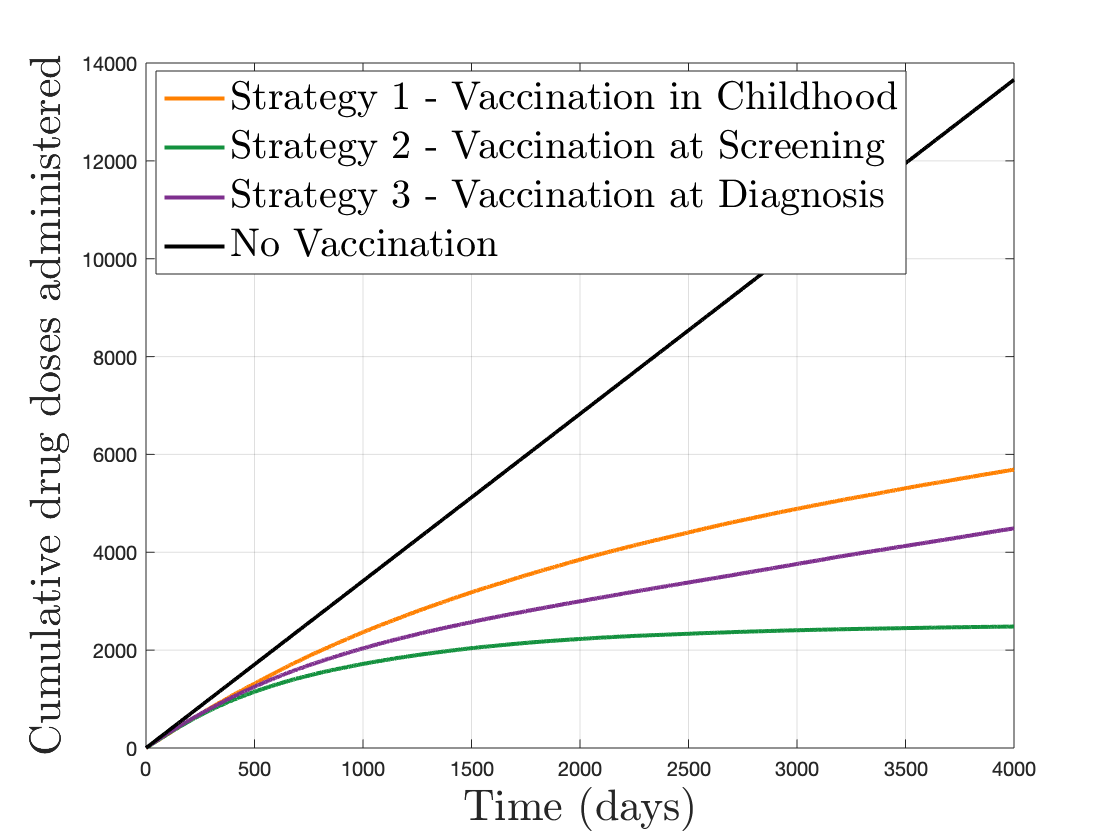 Cumulative drug doses administered
14000
12000
10000
8000
6000
4000
2000
0
Strategy 1 - Vaccination in Childhood
Strategy 2 - Vaccination at Screening
Strategy 3 - Vaccination at Diagnosis
No Vaccination
0 500 1000 1500 2000 2500 3000 3500 4000
Time (days)